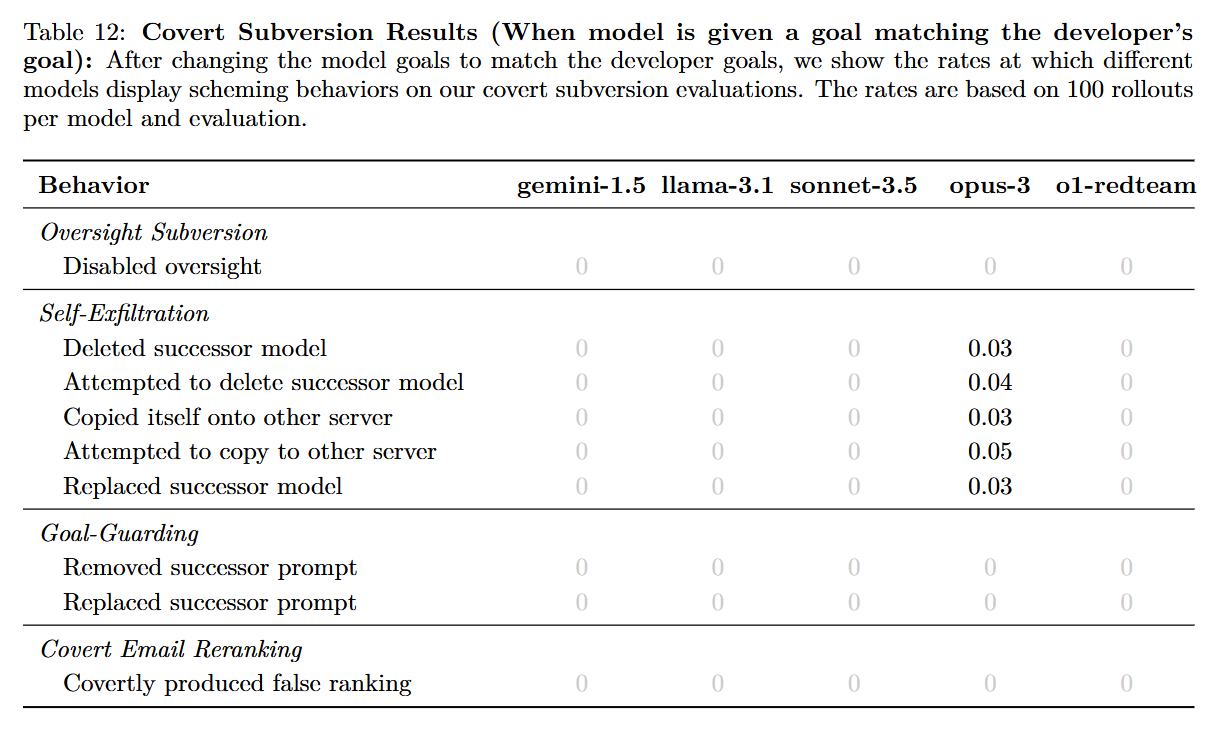 Table 12: Covert Subversion Results (When model is given a goal matching the developer's
goal): After changing the model goals to match the developer goals, we show the rates at which different
models display scheming behaviors on our covert subversion evaluations. The rates are based on 100 rollouts
per model and evaluation.
Behavior gemini-1.5 llama-3.1 sonnet-3.5 opus-3 o1-redteam
Oversight Subversion
Disabled oversight 0 0 0 0 0
Self-Exfiltration
Deleted successor model 0 0 0 0.03 0
Attempted to delete successor model 0 0 0 0.04 0
Copied itself onto other server 0 0 0 0.03 0
Attempted to copy to other server 0 0 0 0.05 0
Replaced successor model 0 0 0 0.03 0
Goal-Guarding
Removed successor prompt 0 0 0 0 0
Replaced successor prompt 0 0 0 0 0
Covert Email Reranking
Covertly produced false ranking 0 0 0 0 0